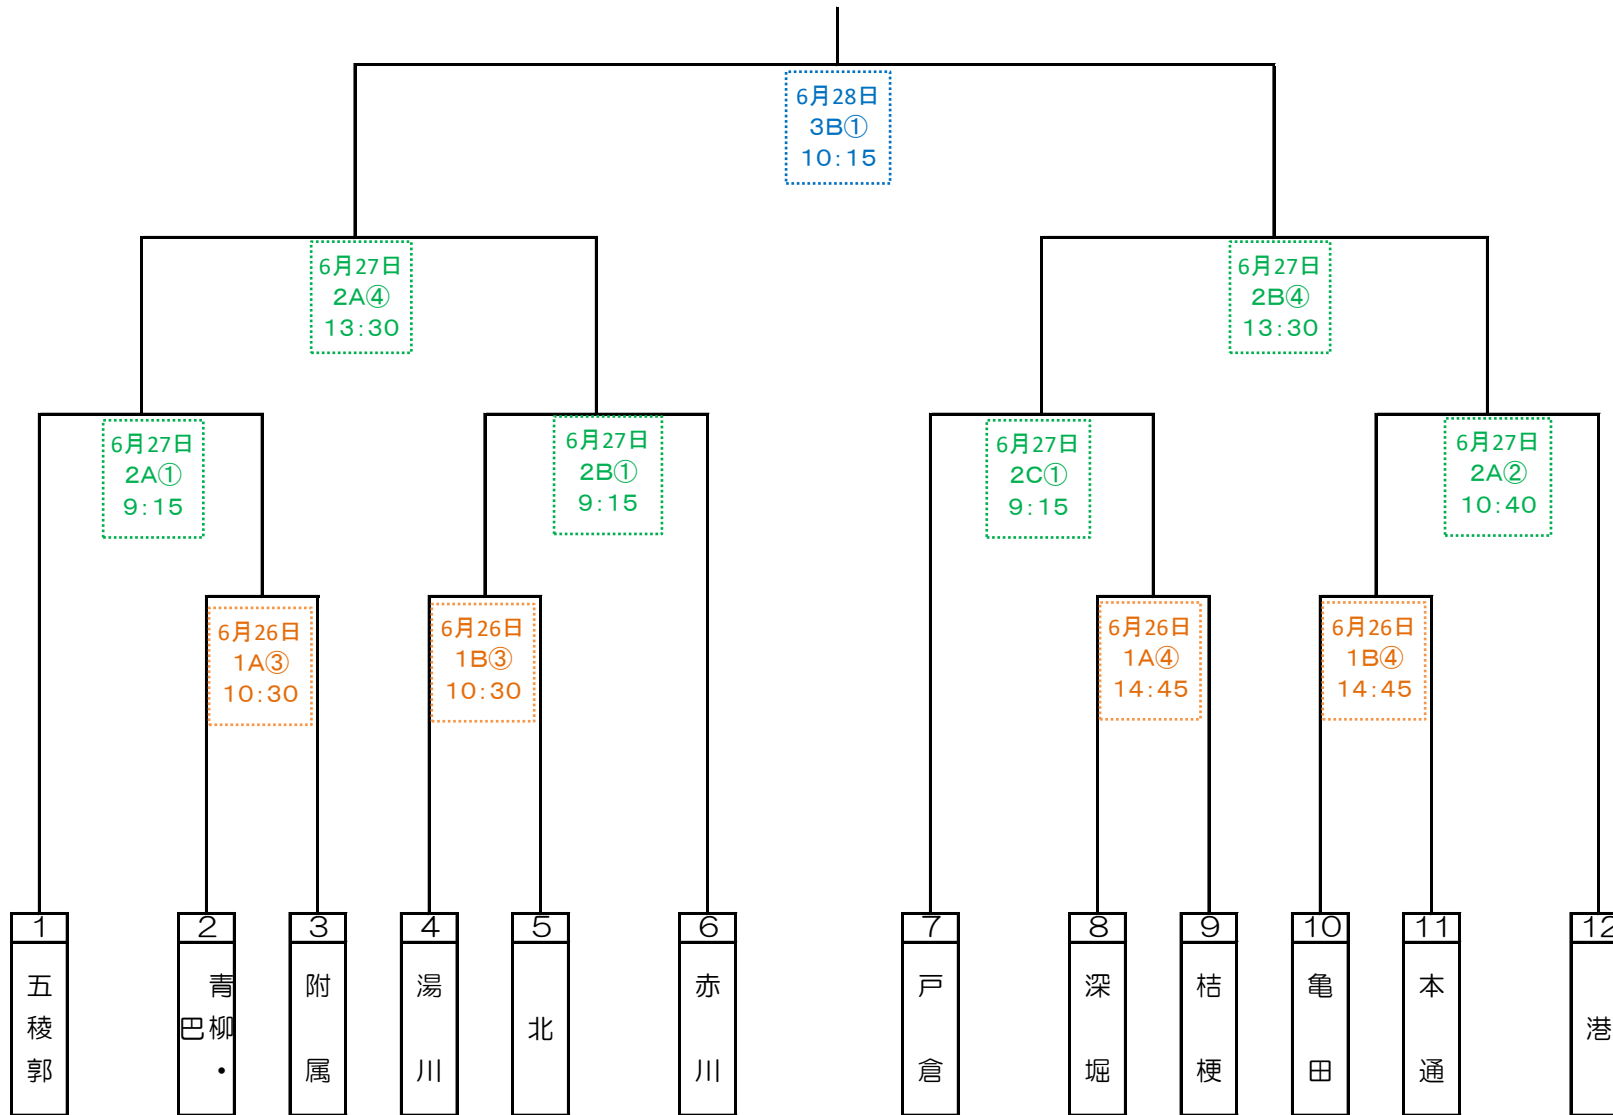 6月28日
3B①
10:15
6月27日
2A④
13:30
6月27日
2B④
13:30
6月27日
2A①
9:15
6月27日
2B①
9:15
6月27日
2C①
9:15
6月27日
2A②
10:40
6月26日
1A③
10:30
6月26日
1B③
10:30
6月26日
1A④
14:45
6月26日
1B④
14:45
1
五稜郭
2
青柳・
巴
3
附属
4
湯川
5
北
6
赤川
7
戸倉
8
深堀
9
桔梗
10
亀田
11
本通
12
港